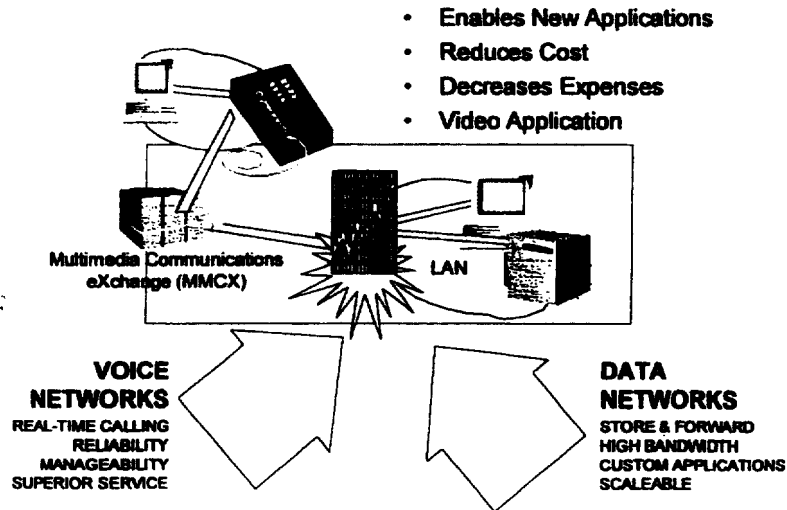 • Enables New Applications
• Reduces Cost
• Decreases Expenses
• Video Application
Multimedia Communications
eXchange (MMCX)
LAN
VOICE
NETWORKS
REAL-TIME CALLING
RELIABILITY
MANAGEABILITY
SUPERIOR SERVICE
DATA
NETWORKS
STORE & FORWARD
HIGH BANDWIDTH
CUSTOM APPLICATIONS
SCALEABLE